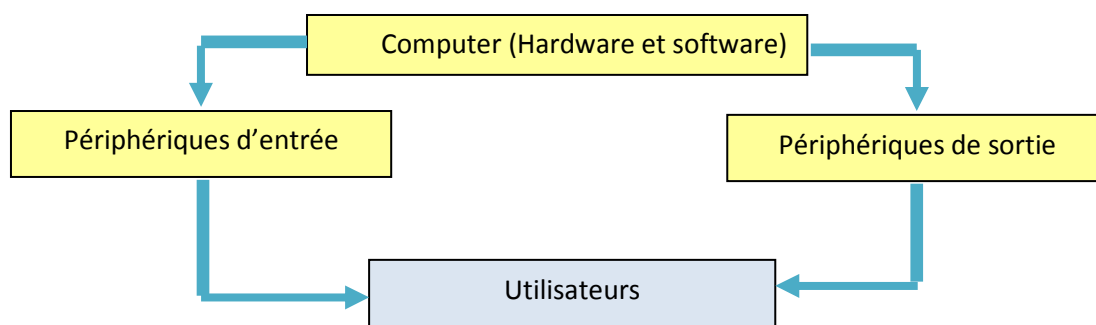 Computer (Hardware et software)
Périphériques d’entrée
Périphériques de sortie
Utilisateurs